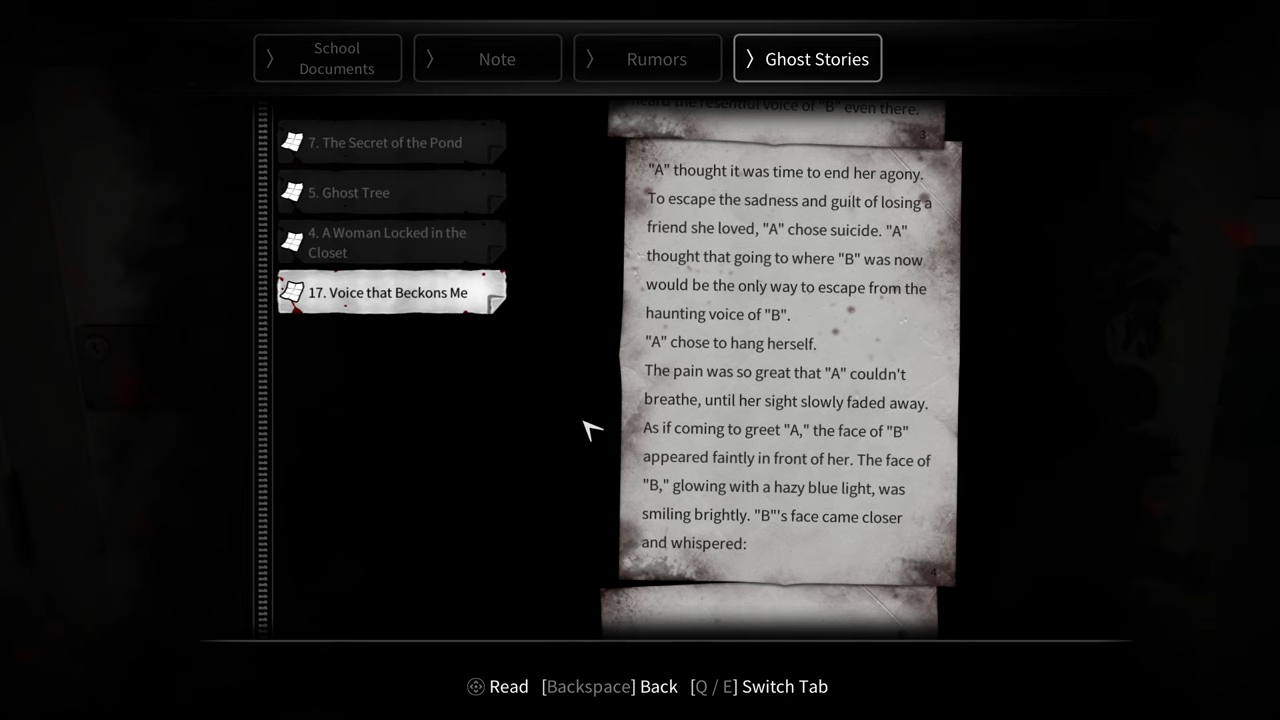 School
Documents
Note
Rumors
Ghost Stories
7. The Secret of the Pond
5. Ghost Tree
4. A Woman Locked in the
Closet
17. Voice that Beckons Me
heard the resentful voice of "B" even there.
3
"A" thought it was time to end her agony.
To escape the sadness and guilt of losing a
friend she loved, "A" chose suicide. "A"
thought that going to where "B" was now
would be the only way to escape from the
haunting voice of "B".
"A" chose to hang herself.
The pain was so great that "A" couldn't
breathe, until her sight slowly faded away.
As if coming to greet "A," the face of "B"
appeared faintly in front of her. The face of
"B," glowing with a hazy blue light, was
smiling brightly. "B"'s face came closer
and whispered:
4
Read [Backspace] Back [Q / E] Switch Tab